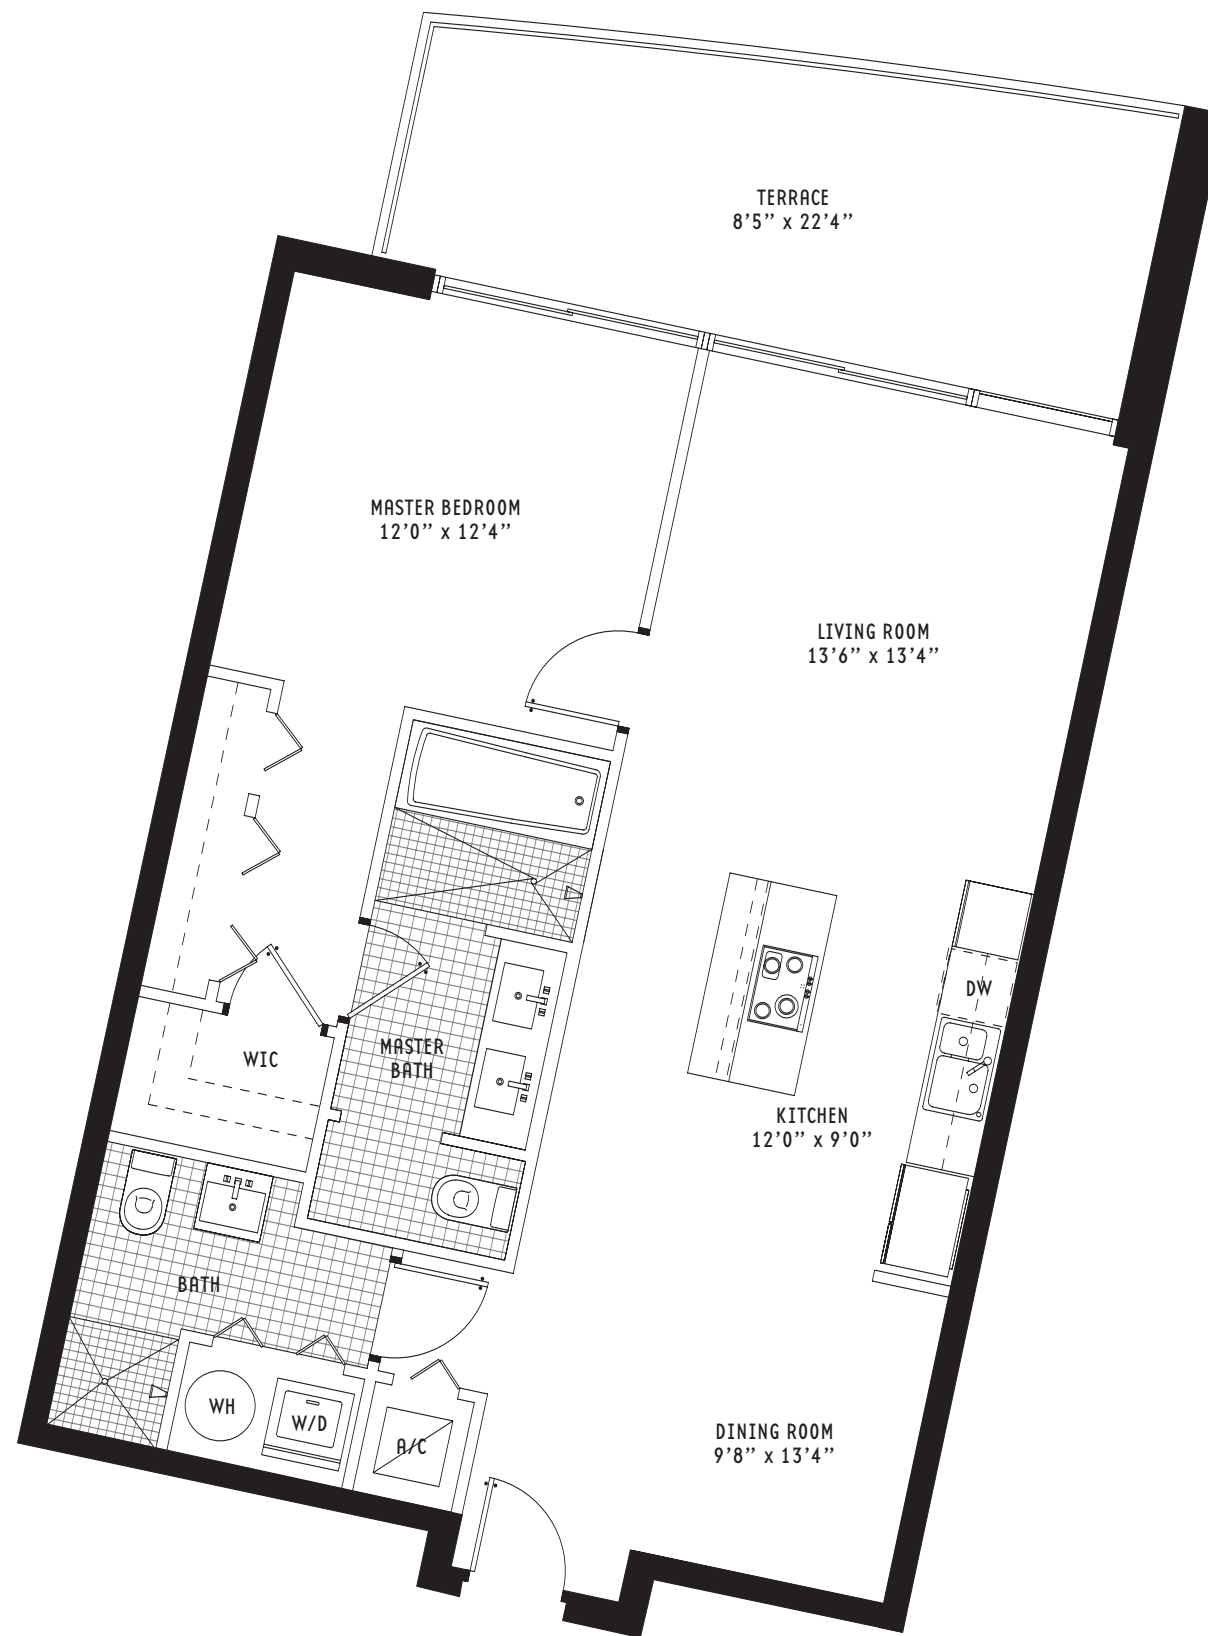 TERRACE
8’5” x 22’4”
MASTER BEDROOM
12’0” x 12’4”
LIVING ROOM
13’6” x 13’4”
DW
MASTER
BATH
WIC
KITCHEN
12’0” x 9’0”
BATH
WH
W/D
A/C
DINING ROOM
9’8” x 13’4”